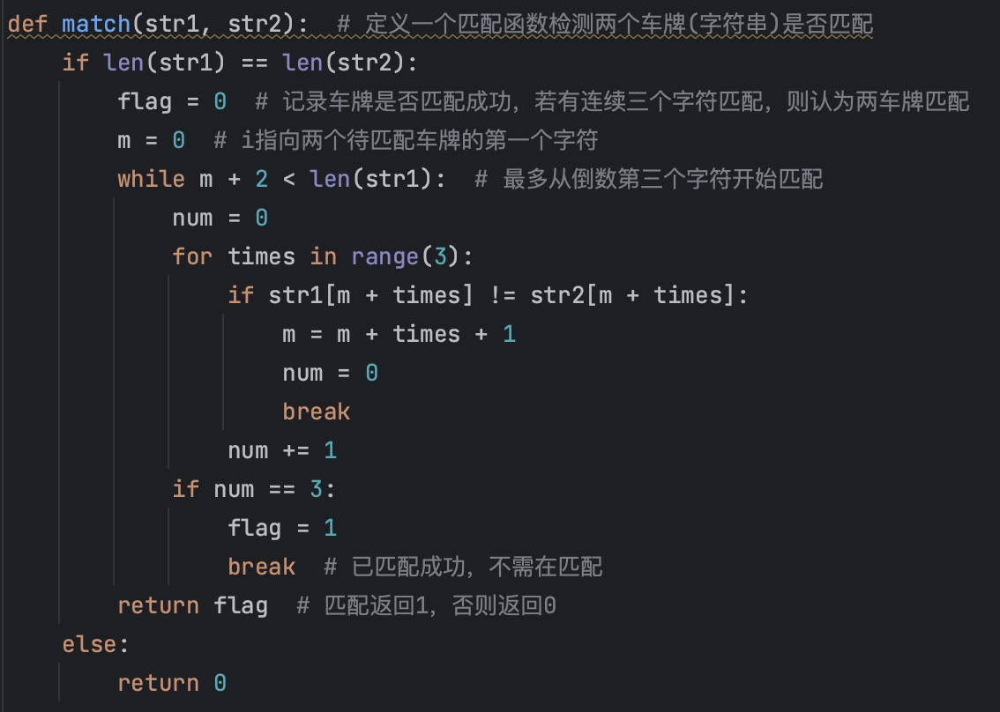 def match(str1, str2):  # 定义一个匹配函数检测两个车牌(字符串)是否匹配
    if len(str1) == len(str2):
        flag = 0  # 记录车牌是否匹配成功，若有连续三个字符匹配，则认为两车牌匹配
        m = 0  # i指向两个待匹配车牌的第一个字符
        while m + 2 < len(str1):  # 最多从倒数第三个字符开始匹配
            num = 0
            for times in range(3):
                if str1[m + times] != str2[m + times]:
                    m = m + times + 1
                    num = 0
                    break
                num += 1
            if num == 3:
                flag = 1
                break  # 已匹配成功，不需在匹配
        return flag  # 匹配返回1，否则返回0
    else:
        return 0